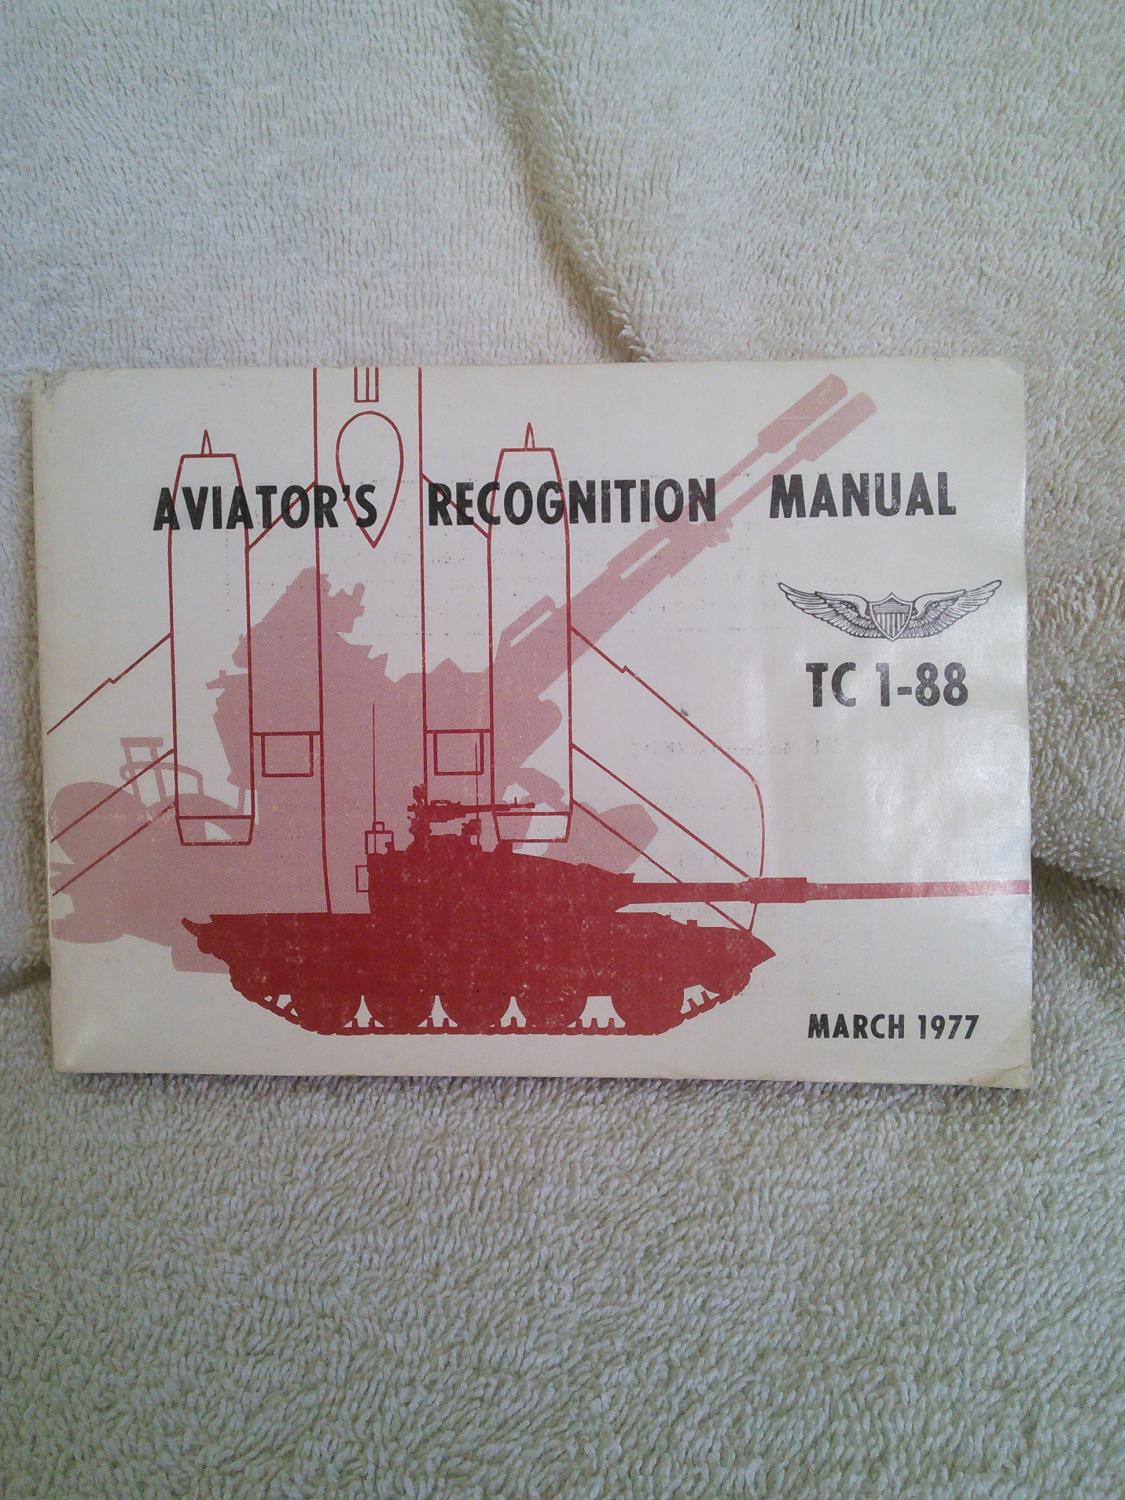 AVIATOR'S RECOGNITION MANUAL
TC 1-88
MARCH 1977